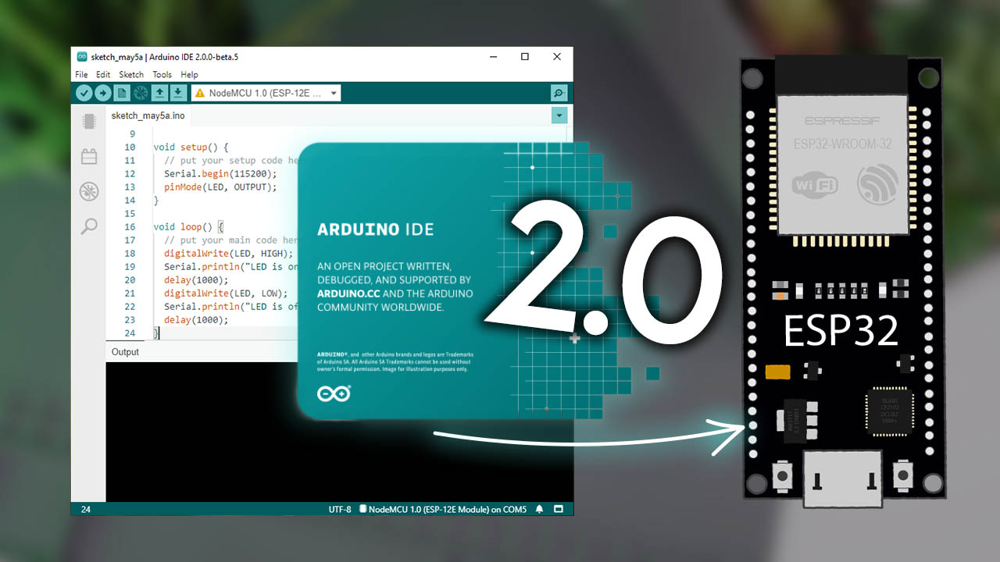 sketch_may5a | Arduino IDE 2.0.0-beta.5
File Edit Sketch Tools Help
NodeMCU 1.0 (ESP-12E ...
sketch_may5a.ino
9
10 void setup() {
11 // put your setup code he
12 Serial.begin(115200);
13 pinMode(LED, OUTPUT);
14 }
15
16 void loop() {
17 // put your main code her
18 digitalWrite(LED, HIGH);
19 Serial.println("LED is on
20 delay(1000);
21 digitalWrite(LED, LOW);
22 Serial.println("LED is of
23 delay(1000);
24 }
Output
24 UTF-8 NodeMCU 1.0 (ESP-12E Module) on COM5
ARDUINO IDE
AN OPEN PROJECT WRITTEN,
DEBUGGED, AND SUPPORTED BY
ARDUINO.CC AND THE ARDUINO
COMMUNITY WORLDWIDE.
ARDUINO®, and other Arduino brands and logos are Trademarks
of Arduino SA. All Arduino SA Trademarks cannot be used without
owner's formal permission. Image for illustration purposes only.
2.0
ESPRESSIF
ESP32-WROOM-32
WiFi
ESP32
SILABS
CP2102